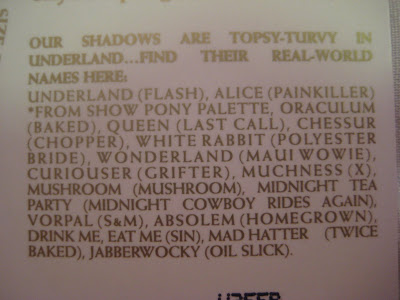 OUR SHADOWS ARE TOPSY-TURVY IN
UNDERLAND...FIND THEIR REAL-WORLD
NAMES HERE:
UNDERLAND (FLASH), ALICE (PAINKILLER)
*FROM SHOW PONY PALETTE, ORACULUM
(BAKED), QUEEN (LAST CALL), CHESSUR
(CHOPPER), WHITE RABBIT (POLYESTER
BRIDE), WONDERLAND (MAUI WOWIE),
CURIOUSER (GRIFTER), MUCHNESS (X),
MUSHROOM (MUSHROOM), MIDNIGHT TEA
PARTY (MIDNIGHT COWBOY RIDES AGAIN),
VORPAL (S&M), ABSOLEM (HOMEGROWN),
DRINK ME, EAT ME (SIN), MAD HATTER (TWICE
BAKED), JABBERWOCKY (OIL SLICK).